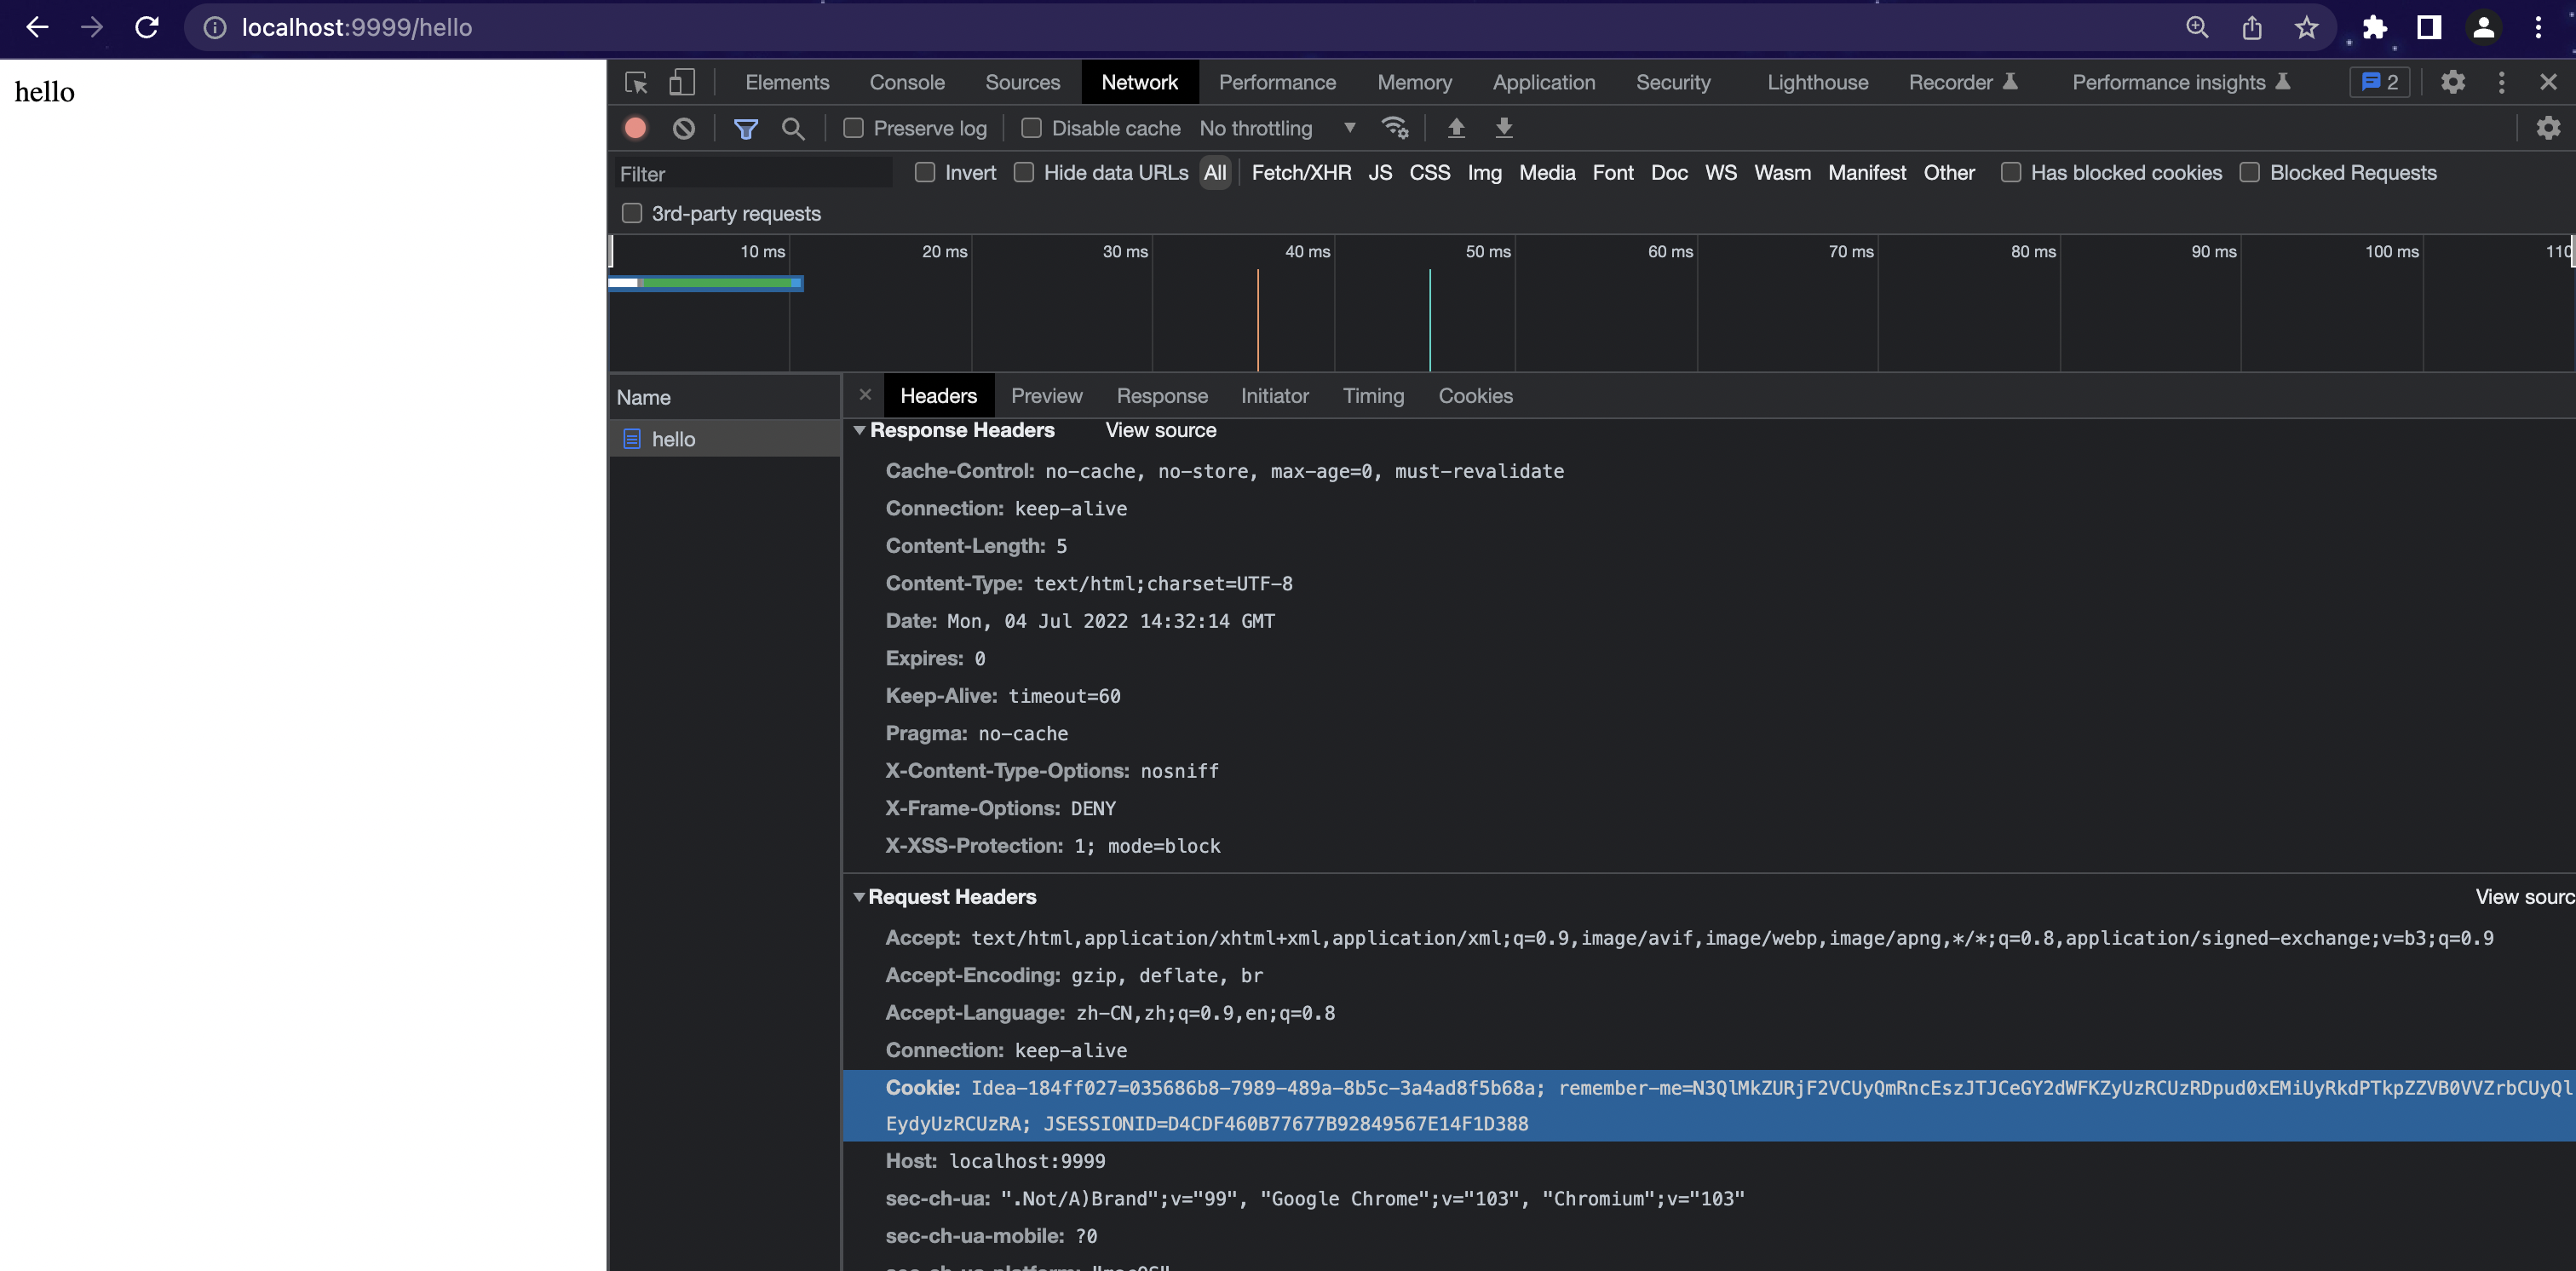 localhost:9999/hello
hello
Elements Console Sources Network Performance Memory Application Security Lighthouse Recorder Performance insights 2
Preserve log Disable cache No throttling
Filter Invert Hide data URLs All Fetch/XHR JS CSS Img Media Font Doc WS Wasm Manifest Other Has blocked cookies Blocked Requests
3rd-party requests
10 ms 20 ms 30 ms 40 ms 50 ms 60 ms 70 ms 80 ms 90 ms 100 ms 110
Name
hello
Headers Preview Response Initiator Timing Cookies
Response Headers View source
Cache-Control: no-cache, no-store, max-age=0, must-revalidate
Connection: keep-alive
Content-Length: 5
Content-Type: text/html;charset=UTF-8
Date: Mon, 04 Jul 2022 14:32:14 GMT
Expires: 0
Keep-Alive: timeout=60
Pragma: no-cache
X-Content-Type-Options: nosniff
X-Frame-Options: DENY
X-XSS-Protection: 1; mode=block
Request Headers View sourc
Accept: text/html,application/xhtml+xml,application/xml;q=0.9,image/avif,image/webp,image/apng,*/*;q=0.8,application/signed-exchange;v=b3;q=0.9
Accept-Encoding: gzip, deflate, br
Accept-Language: zh-CN,zh;q=0.9,en;q=0.8
Connection: keep-alive
Cookie: Idea-184ff027=035686b8-7989-489a-8b5c-3a4ad8f5b68a; remember-me=N3QlMkZURjF2VCUyQmRncEszJTJCeGY2dWFKZyUzRCUzRDpud0xEMiUyRkdPTkpZZVB0VVZrbCUyQl
EydyUzRCUzRA; JSESSIONID=D4CDF460B77677B92849567E14F1D388
Host: localhost:9999
sec-ch-ua: ".Not/A)Brand";v="99", "Google Chrome";v="103", "Chromium";v="103"
sec-ch-ua-mobile: ?0
sec-ch-ua-platform: "macOS"